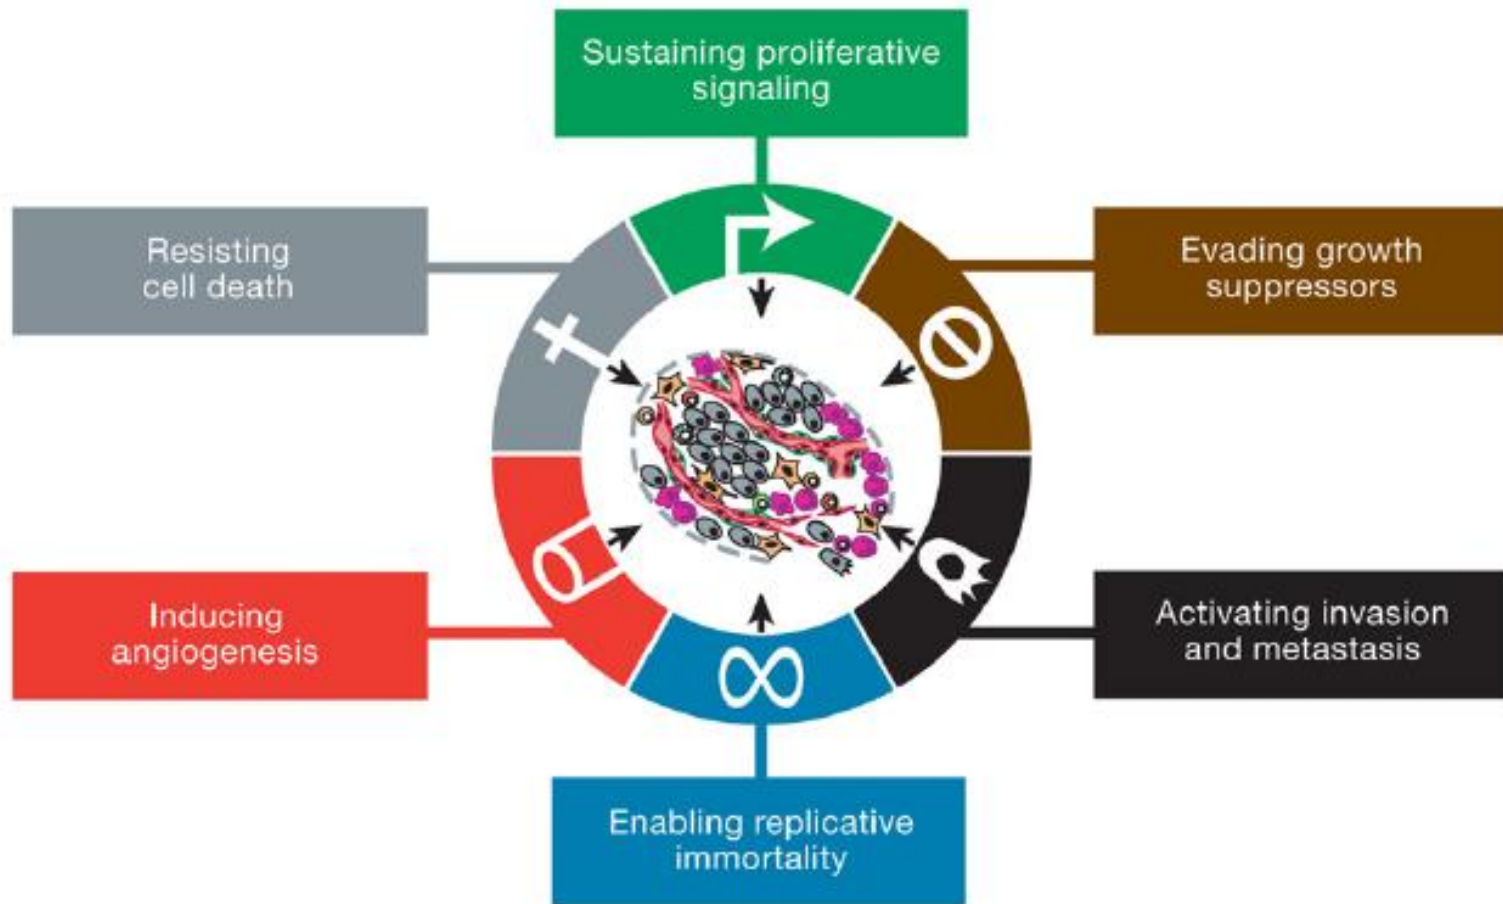 Sustaining proliferative
signaling
Resisting
cell death
Evading growth
suppressors
Inducing
angiogenesis
Activating invasion
and metastasis
Enabling replicative
immortality